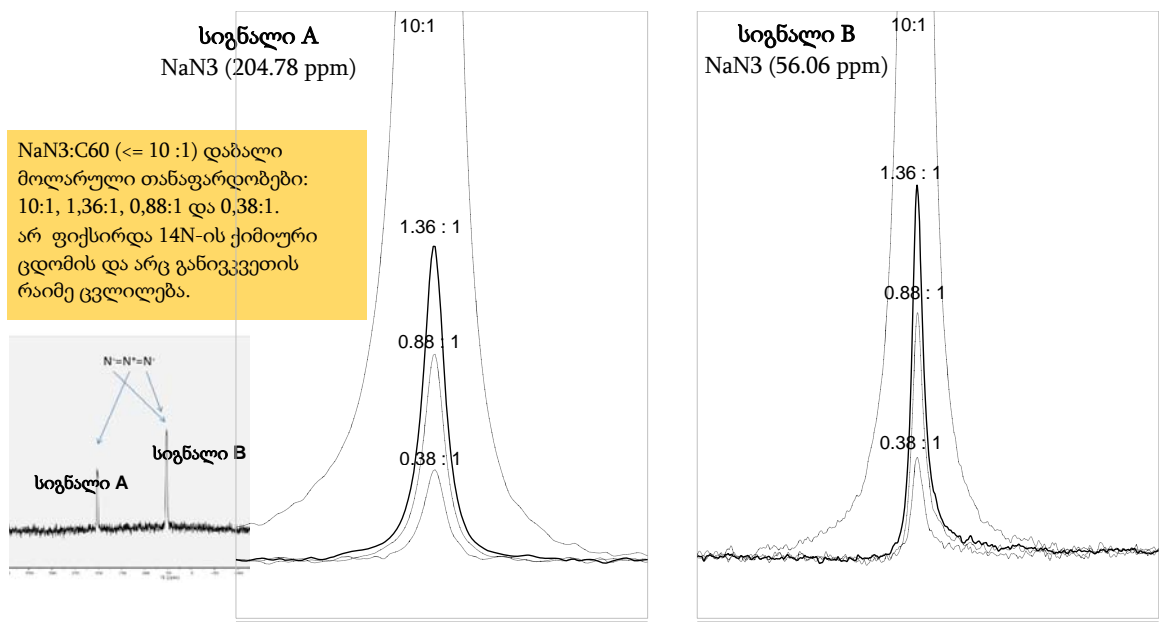 სიგნალი A
NaN3 (204.78 ppm)
10:1
1.36 : 1
0.88 : 1
0.38 : 1
სიგნალი B
NaN3 (56.06 ppm)
10:1
1.36 : 1
0.88 : 1
0.38 : 1
NaN3:C60 (<= 10 :1) დაბალი
მოლარული თანაფარდობები:
10:1, 1,36:1, 0,88:1 და 0,38:1.
არ ფიქსირდა 14N-ის ქიმიური
ცდომის და არც განივკვეთის
რაიმე ცვლილება.
N⁻=N⁺=N⁻
სიგნალი B
სიგნალი A